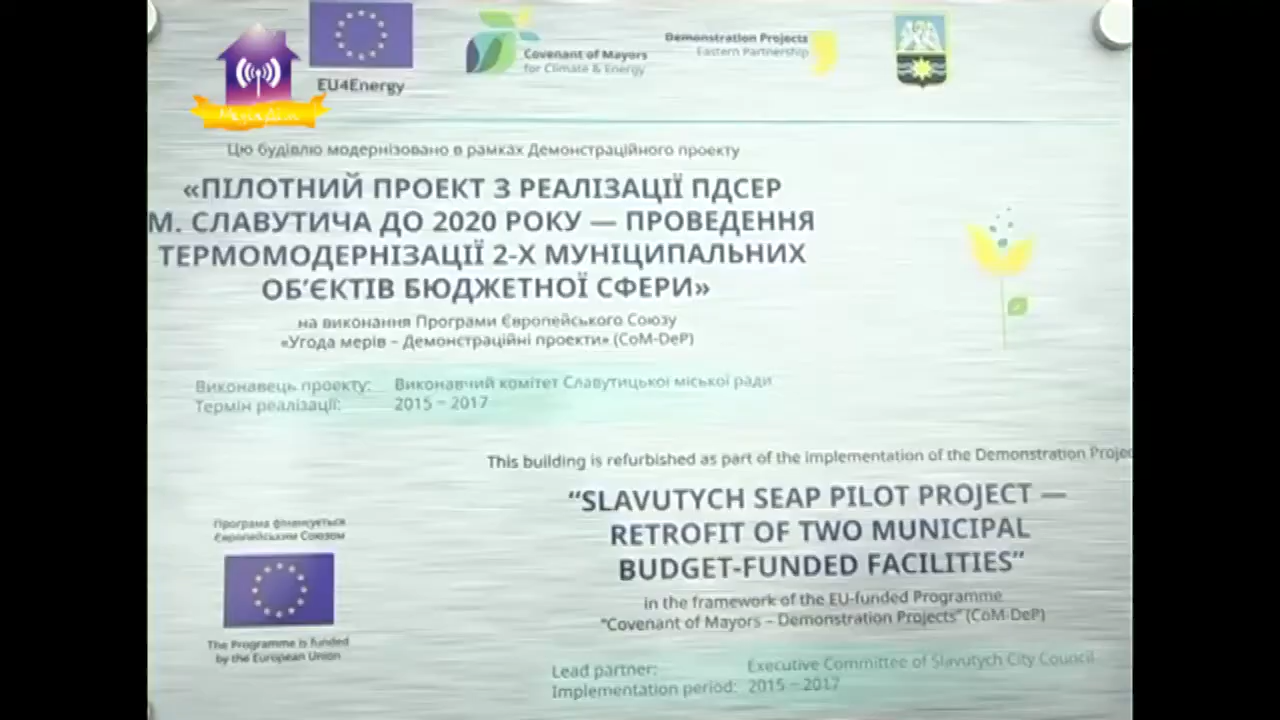 EU4Energy
Covenant of Mayors
for Climate & Energy
Demonstration Projects
Eastern Partnership
Цю будівлю модернізовано в рамках Демонстраційного проекту
«ПІЛОТНИЙ ПРОЕКТ З РЕАЛІЗАЦІЇ ПДСЕР
М. СЛАВУТИЧА ДО 2020 РОКУ — ПРОВЕДЕННЯ
ТЕРМОМОДЕРНІЗАЦІЇ 2-Х МУНІЦИПАЛЬНИХ
ОБ’ЄКТІВ БЮДЖЕТНОЇ СФЕРИ»
на виконання Програми Європейського Союзу
«Угода мерів – Демонстраційні проекти» (CoM-DeP)
Виконавець проекту: Виконавчий комітет Славутицької міської ради
Термін реалізації: 2015 – 2017
This building is refurbished as part of the implementation of the Demonstration Projec
“SLAVUTYCH SEAP PILOT PROJECT —
RETROFIT OF TWO MUNICIPAL
BUDGET-FUNDED FACILITIES”
in the framework of the EU-funded Programme
“Covenant of Mayors – Demonstration Projects” (CoM-DeP)
Програма фінансується
Європейським Союзом
The Programme is funded
by the European Union
Lead partner: Executive Committee of Slavutych City Council
Implementation period: 2015 – 2017